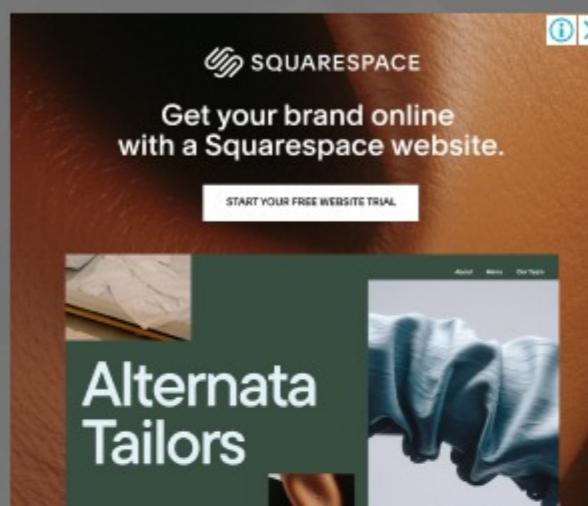 SQUARESPACE
Get your brand online
with a Squarespace website.
START YOUR FREE WEBSITE TRIAL
About Menu Our Team
Alternata
Tailors